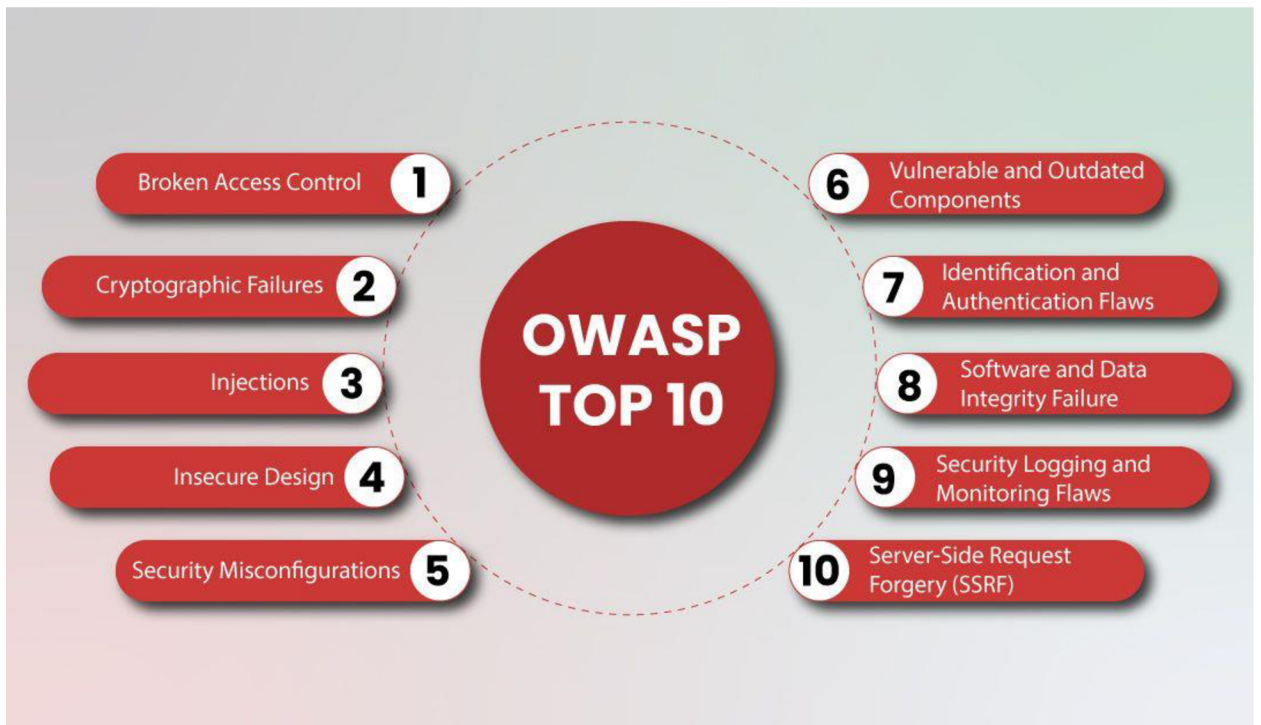 Broken Access Control 1
Cryptographic Failures 2
Injections 3
Insecure Design 4
Security Misconfigurations 5
OWASP
TOP 10
6 Vulnerable and Outdated
Components
7 Identification and
Authentication Flaws
8 Software and Data
Integrity Failure
9 Security Logging and
Monitoring Flaws
10 Server-Side Request
Forgery (SSRF)